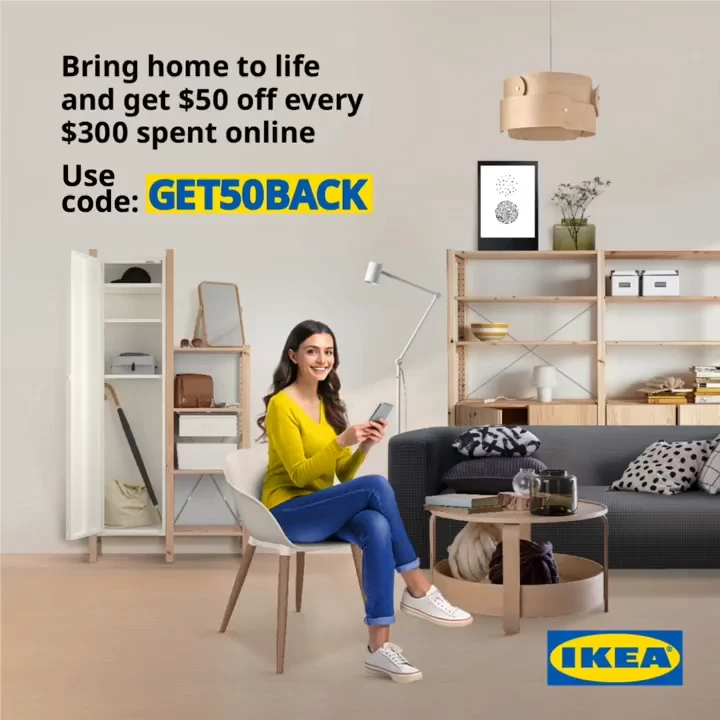 Bring home to life
and get $50 off every
$300 spent online
Use
code: GET50BACK
IKEA